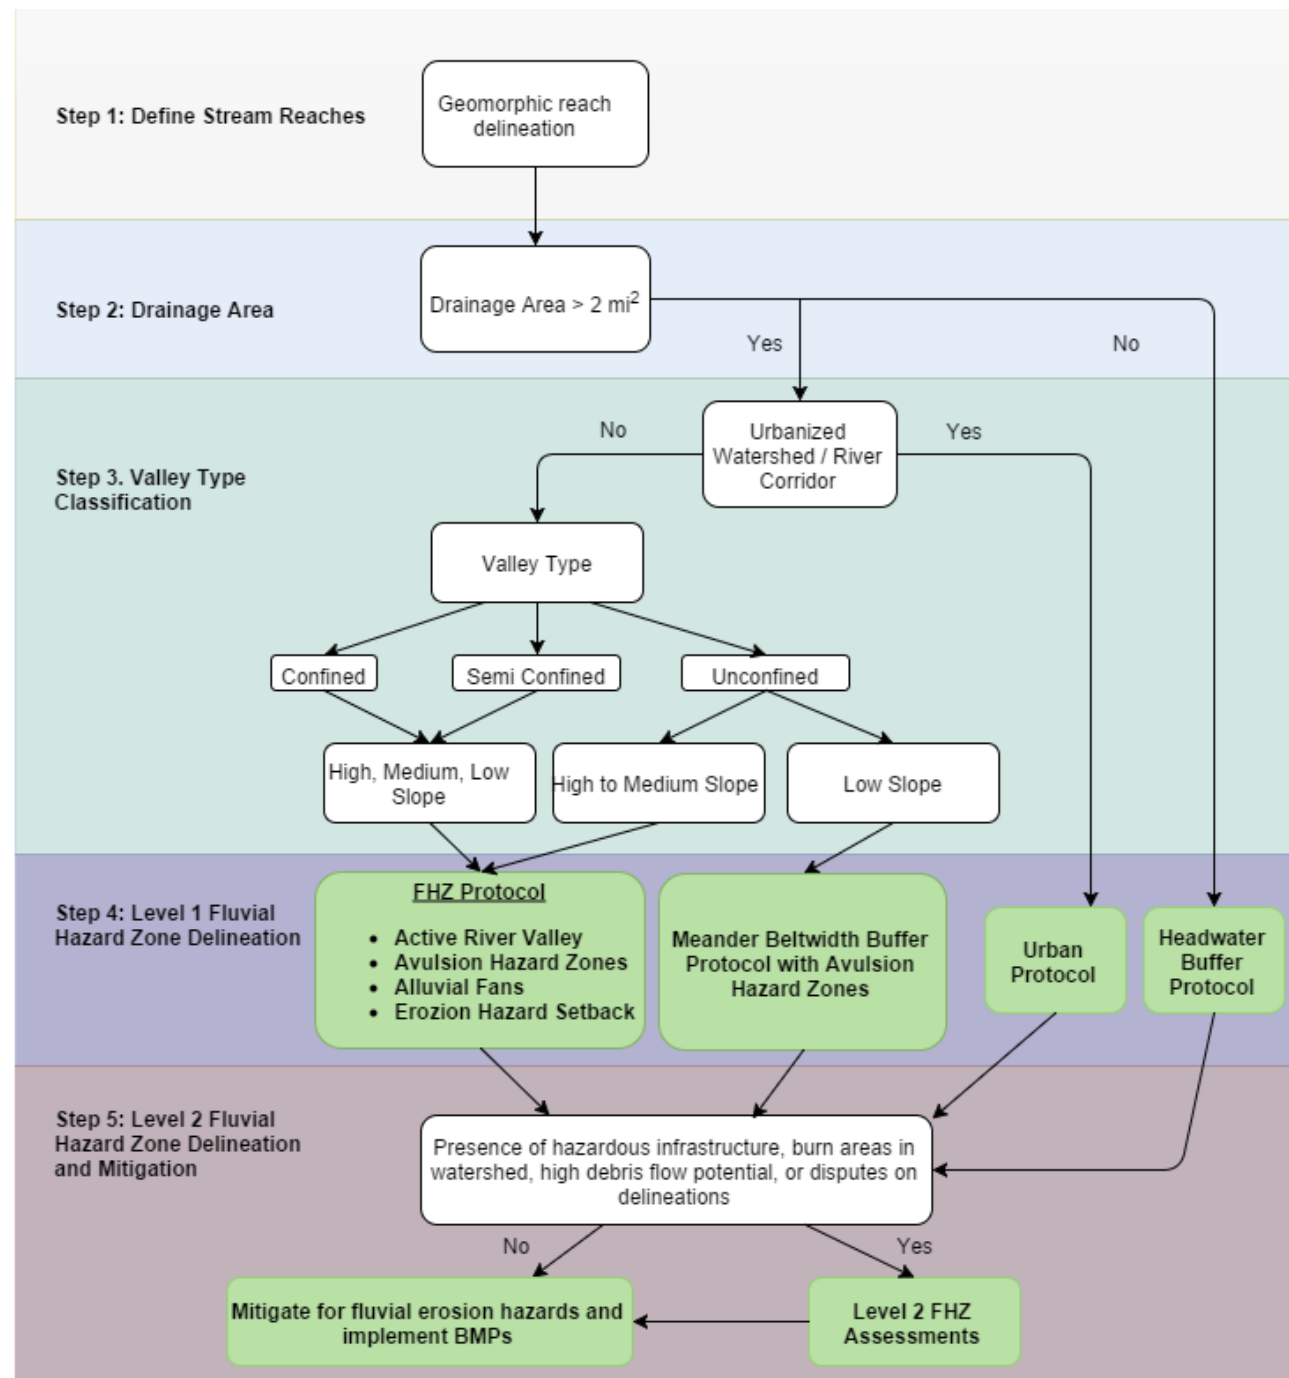 Step 1: Define Stream Reaches
Geomorphic reach
delineation
Step 2: Drainage Area
Drainage Area > 2 mi²
Yes
No
Step 3. Valley Type
Classification
Urbanized
Watershed / River
Corridor
No
Yes
Valley Type
Confined
Semi Confined
Unconfined
High, Medium, Low
Slope
High to Medium Slope
Low Slope
Step 4: Level 1 Fluvial
Hazard Zone Delineation
FHZ Protocol
• Active River Valley
• Avulsion Hazard Zones
• Alluvial Fans
• Erozion Hazard Setback
Meander Beltwidth Buffer
Protocol with Avulsion
Hazard Zones
Urban
Protocol
Headwater
Buffer
Protocol
Step 5: Level 2 Fluvial
Hazard Zone Delineation
and Mitigation
Presence of hazardous infrastructure, burn areas in
watershed, high debris flow potential, or disputes on
delineations
No
Yes
Mitigate for fluvial erosion hazards and
implement BMPs
Level 2 FHZ
Assessments